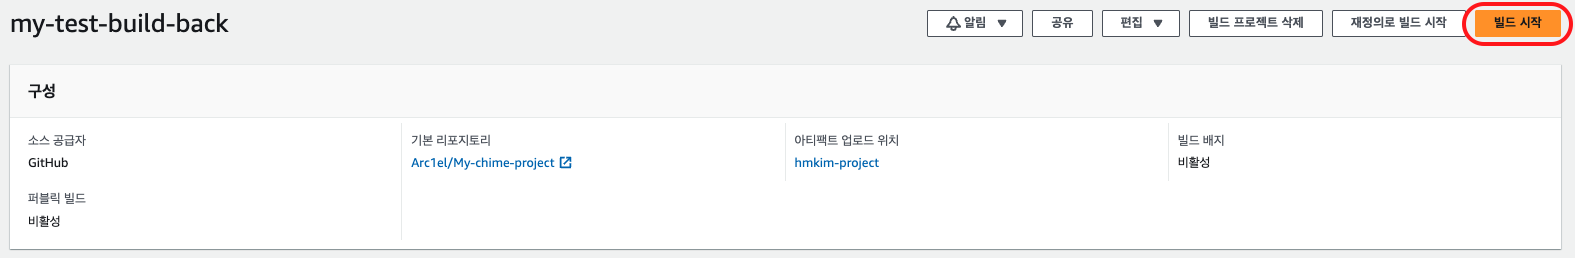 my-test-build-back
알림 ▼
공유
편집 ▼
빌드 프로젝트 삭제
재정의로 빌드 시작
빌드 시작
구성
소스 공급자
GitHub
기본 리포지토리
Arc1el/My-chime-project
아티팩트 업로드 위치
hmkim-project
빌드 배지
비활성
퍼블릭 빌드
비활성